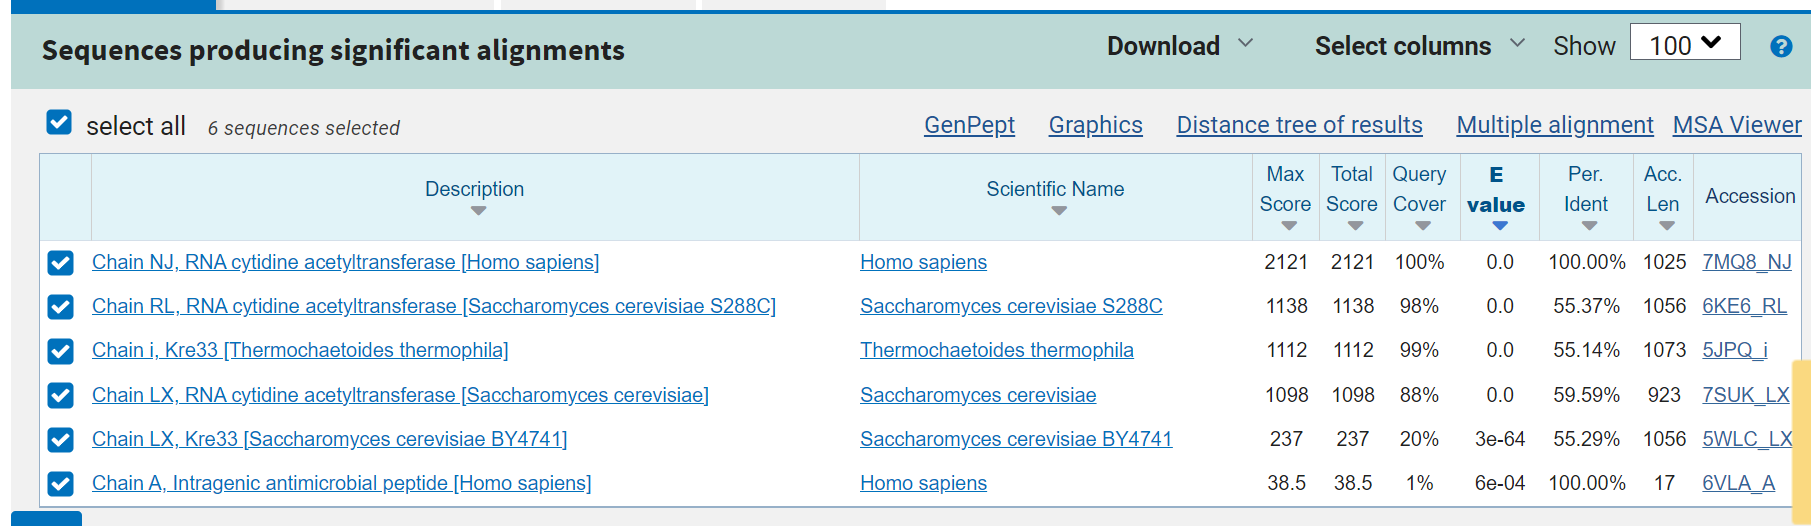 Sequences producing significant alignments Download Select columns Show 100 ?
select all 6 sequences selected GenPept Graphics Distance tree of results Multiple alignment MSA Viewer
Description Scientific Name Max Score Total Score Query Cover E value Per. Ident Acc. Len Accession
Chain NJ, RNA cytidine acetyltransferase [Homo sapiens] Homo sapiens 2121 2121 100% 0.0 100.00% 1025 7MQ8_NJ
Chain RL, RNA cytidine acetyltransferase [Saccharomyces cerevisiae S288C] Saccharomyces cerevisiae S288C 1138 1138 98% 0.0 55.37% 1056 6KE6_RL
Chain i, Kre33 [Thermochaetoides thermophila] Thermochaetoides thermophila 1112 1112 99% 0.0 55.14% 1073 5JPQ_i
Chain LX, RNA cytidine acetyltransferase [Saccharomyces cerevisiae] Saccharomyces cerevisiae 1098 1098 88% 0.0 59.59% 923 7SUK_LX
Chain LX, Kre33 [Saccharomyces cerevisiae BY4741] Saccharomyces cerevisiae BY4741 237 237 20% 3e-64 55.29% 1056 5WLC_LX
Chain A, Intragenic antimicrobial peptide [Homo sapiens] Homo sapiens 38.5 38.5 1% 6e-04 100.00% 17 6VLA_A